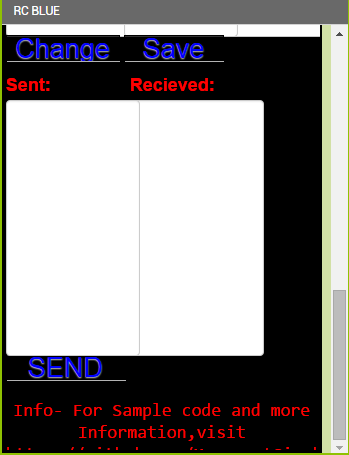 RC BLUE
Change Save
Sent: Recieved:
SEND
Info- For Sample code and more
Information,visit